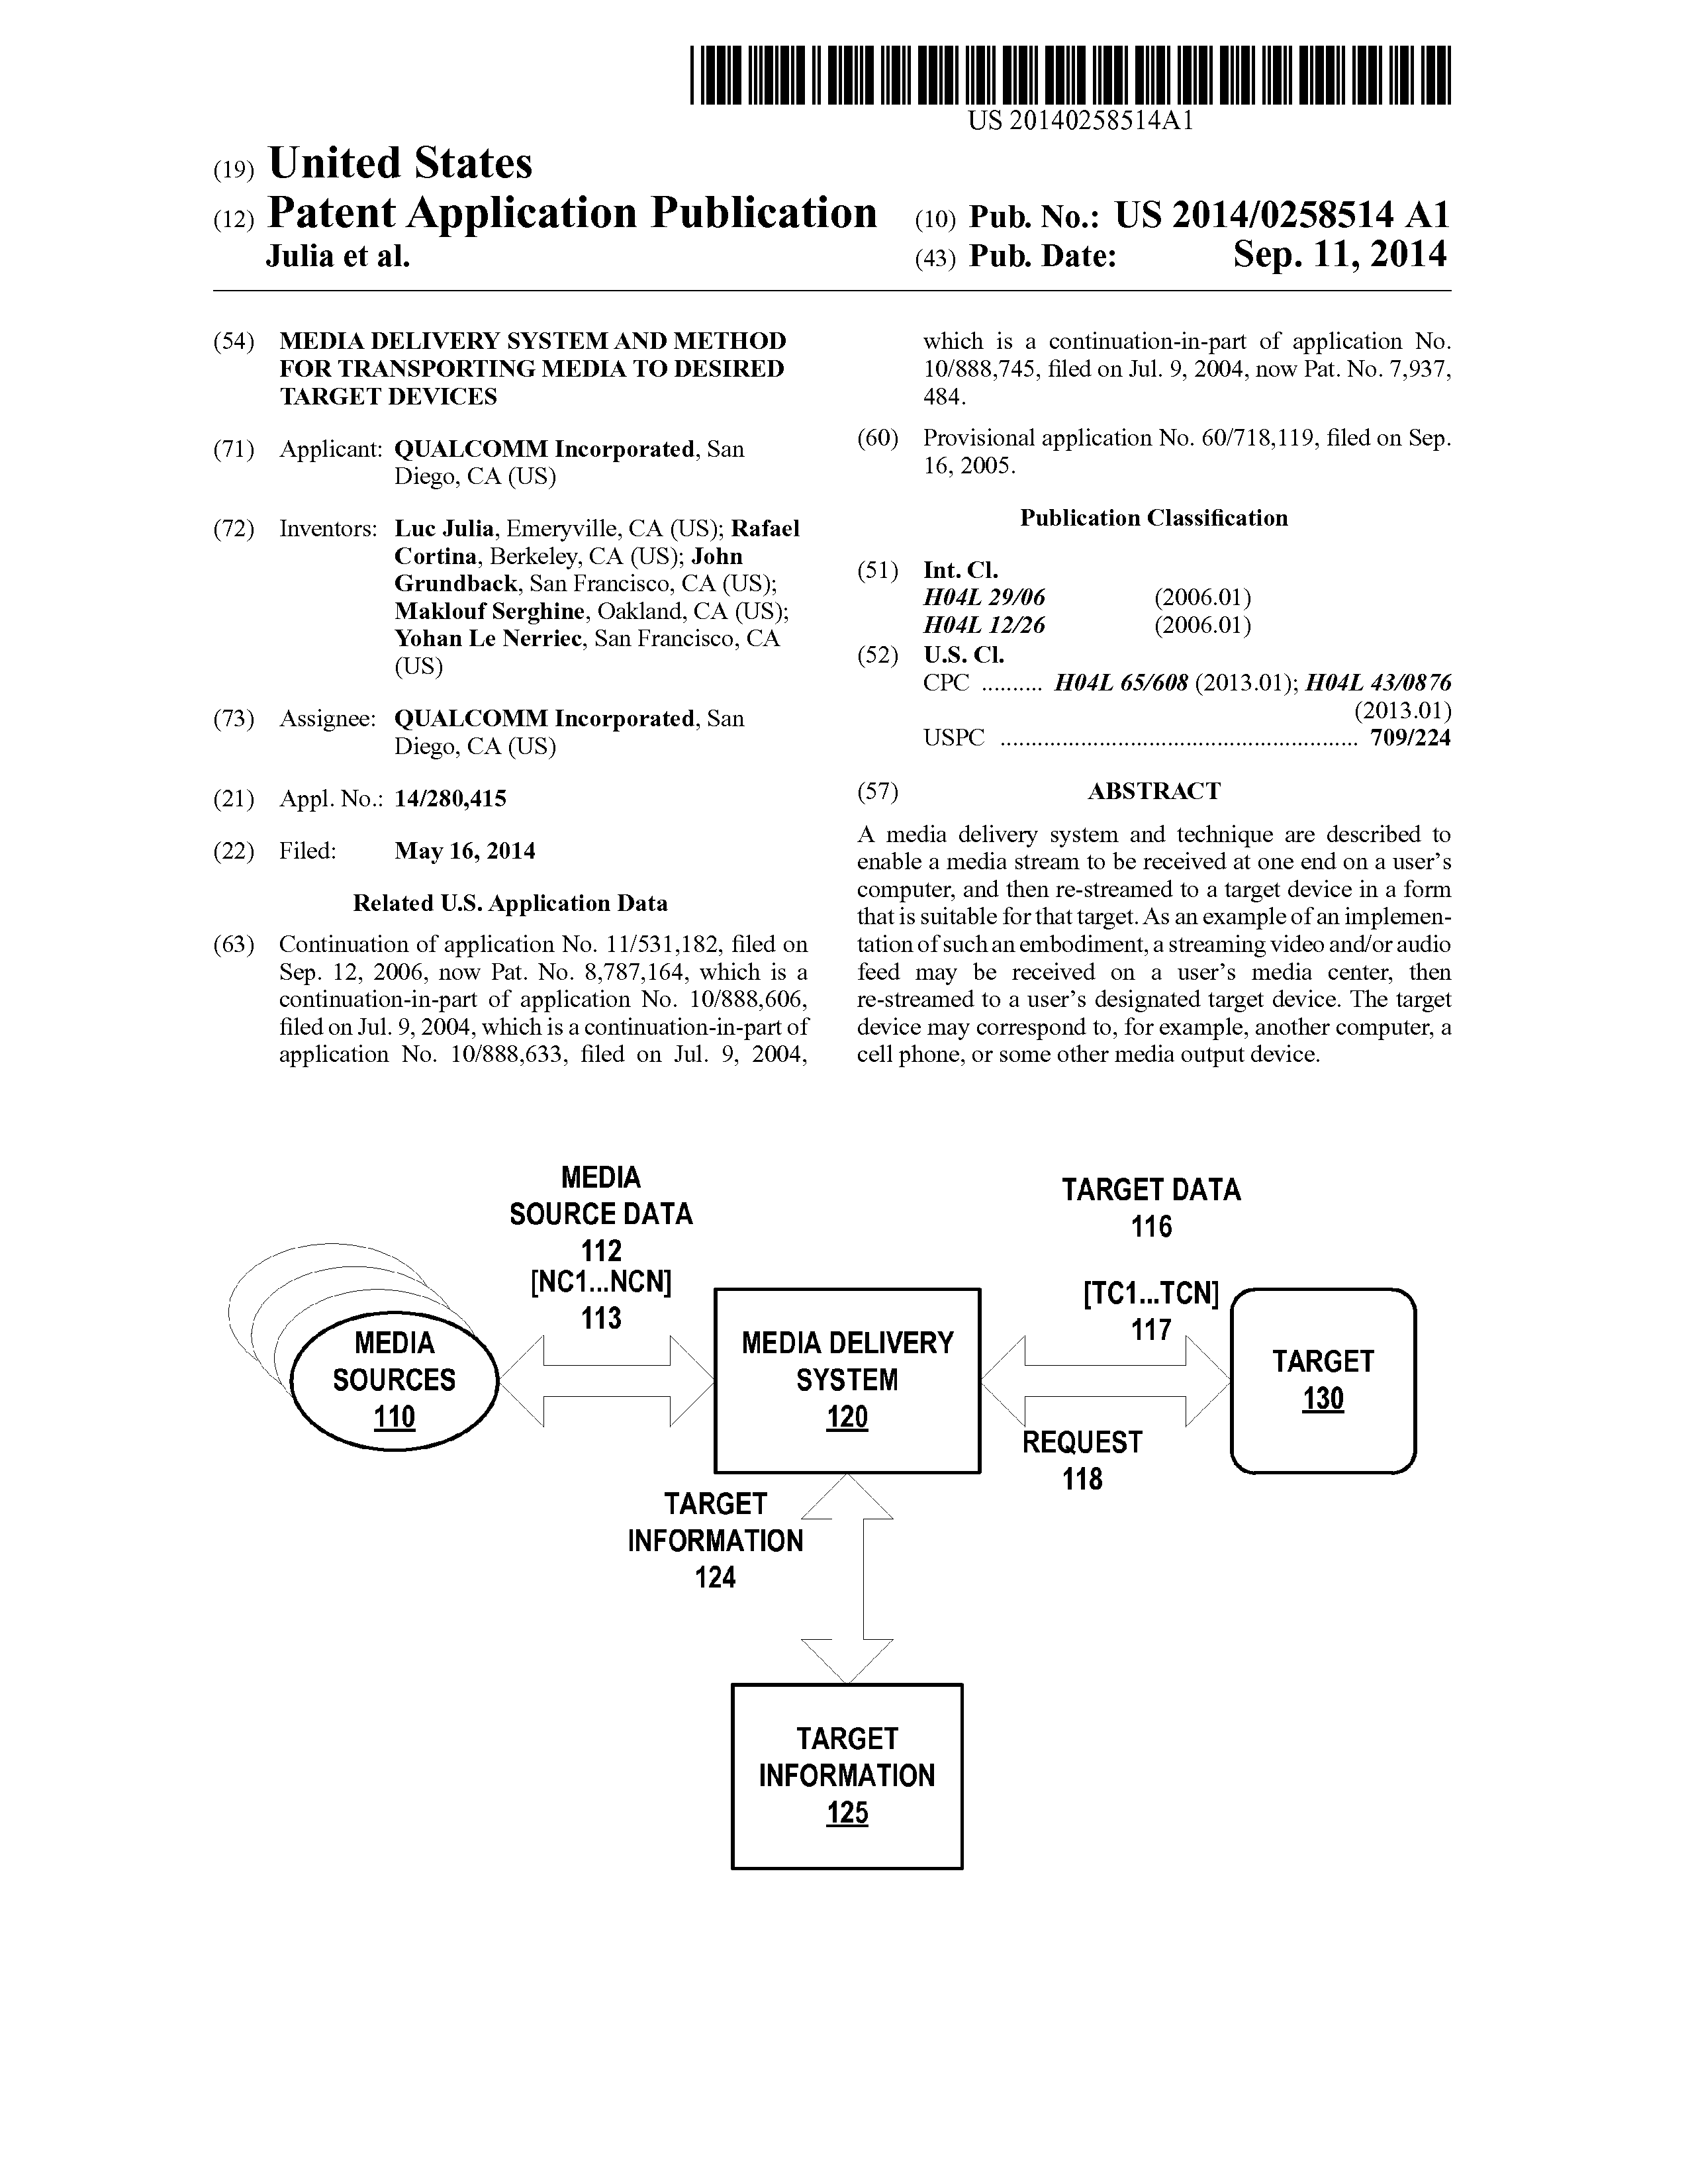 US 20140258514A1
(19) United States
(12) Patent Application Publication
Julia et al.
(10) Pub. No.: US 2014/0258514 A1
(43) Pub. Date: Sep. 11, 2014
(54) MEDIA DELIVERY SYSTEM AND METHOD
FOR TRANSPORTING MEDIA TO DESIRED
TARGET DEVICES
(71) Applicant: QUALCOMM Incorporated, San
Diego, CA (US)
(72) Inventors: Luc Julia, Emeryville, CA (US); Rafael
Cortina, Berkeley, CA (US); John
Grundback, San Francisco, CA (US);
Maklouf Serghine, Oakland, CA (US);
Yohan Le Nerriec, San Francisco, CA
(US)
(73) Assignee: QUALCOMM Incorporated, San
Diego, CA (US)
(21) Appl. No.: 14/280,415
(22) Filed: May 16, 2014
Related U.S. Application Data
(63) Continuation of application No. 11/531,182, filed on
Sep. 12, 2006, now Pat. No. 8,787,164, which is a
continuation-in-part of application No. 10/888,606,
filed on Jul. 9, 2004, which is a continuation-in-part of
application No. 10/888,633, filed on Jul. 9, 2004,
which is a continuation-in-part of application No.
10/888,745, filed on Jul. 9, 2004, now Pat. No. 7,937,
484.
(60) Provisional application No. 60/718,119, filed on Sep.
16, 2005.
Publication Classification
(51) Int. Cl.
H04L 29/06 (2006.01)
H04L 12/26 (2006.01)
(52) U.S. Cl.
CPC .......... H04L 65/608 (2013.01); H04L 43/0876
(2013.01)
USPC .......................................................... 709/224
(57) ABSTRACT
A media delivery system and technique are described to
enable a media stream to be received at one end on a user's
computer, and then re-streamed to a target device in a form
that is suitable for that target. As an example of an implemen-
tation of such an embodiment, a streaming video and/or audio
feed may be received on a user's media center, then
re-streamed to a user's designated target device. The target
device may correspond to, for example, another computer, a
cell phone, or some other media output device.
MEDIA
SOURCE DATA
112
[NC1...NCN]
113
TARGET DATA
116
[TC1...TCN]
117
MEDIA
SOURCES
110
MEDIA DELIVERY
SYSTEM
120
TARGET
130
REQUEST
118
TARGET
INFORMATION
124
TARGET
INFORMATION
125